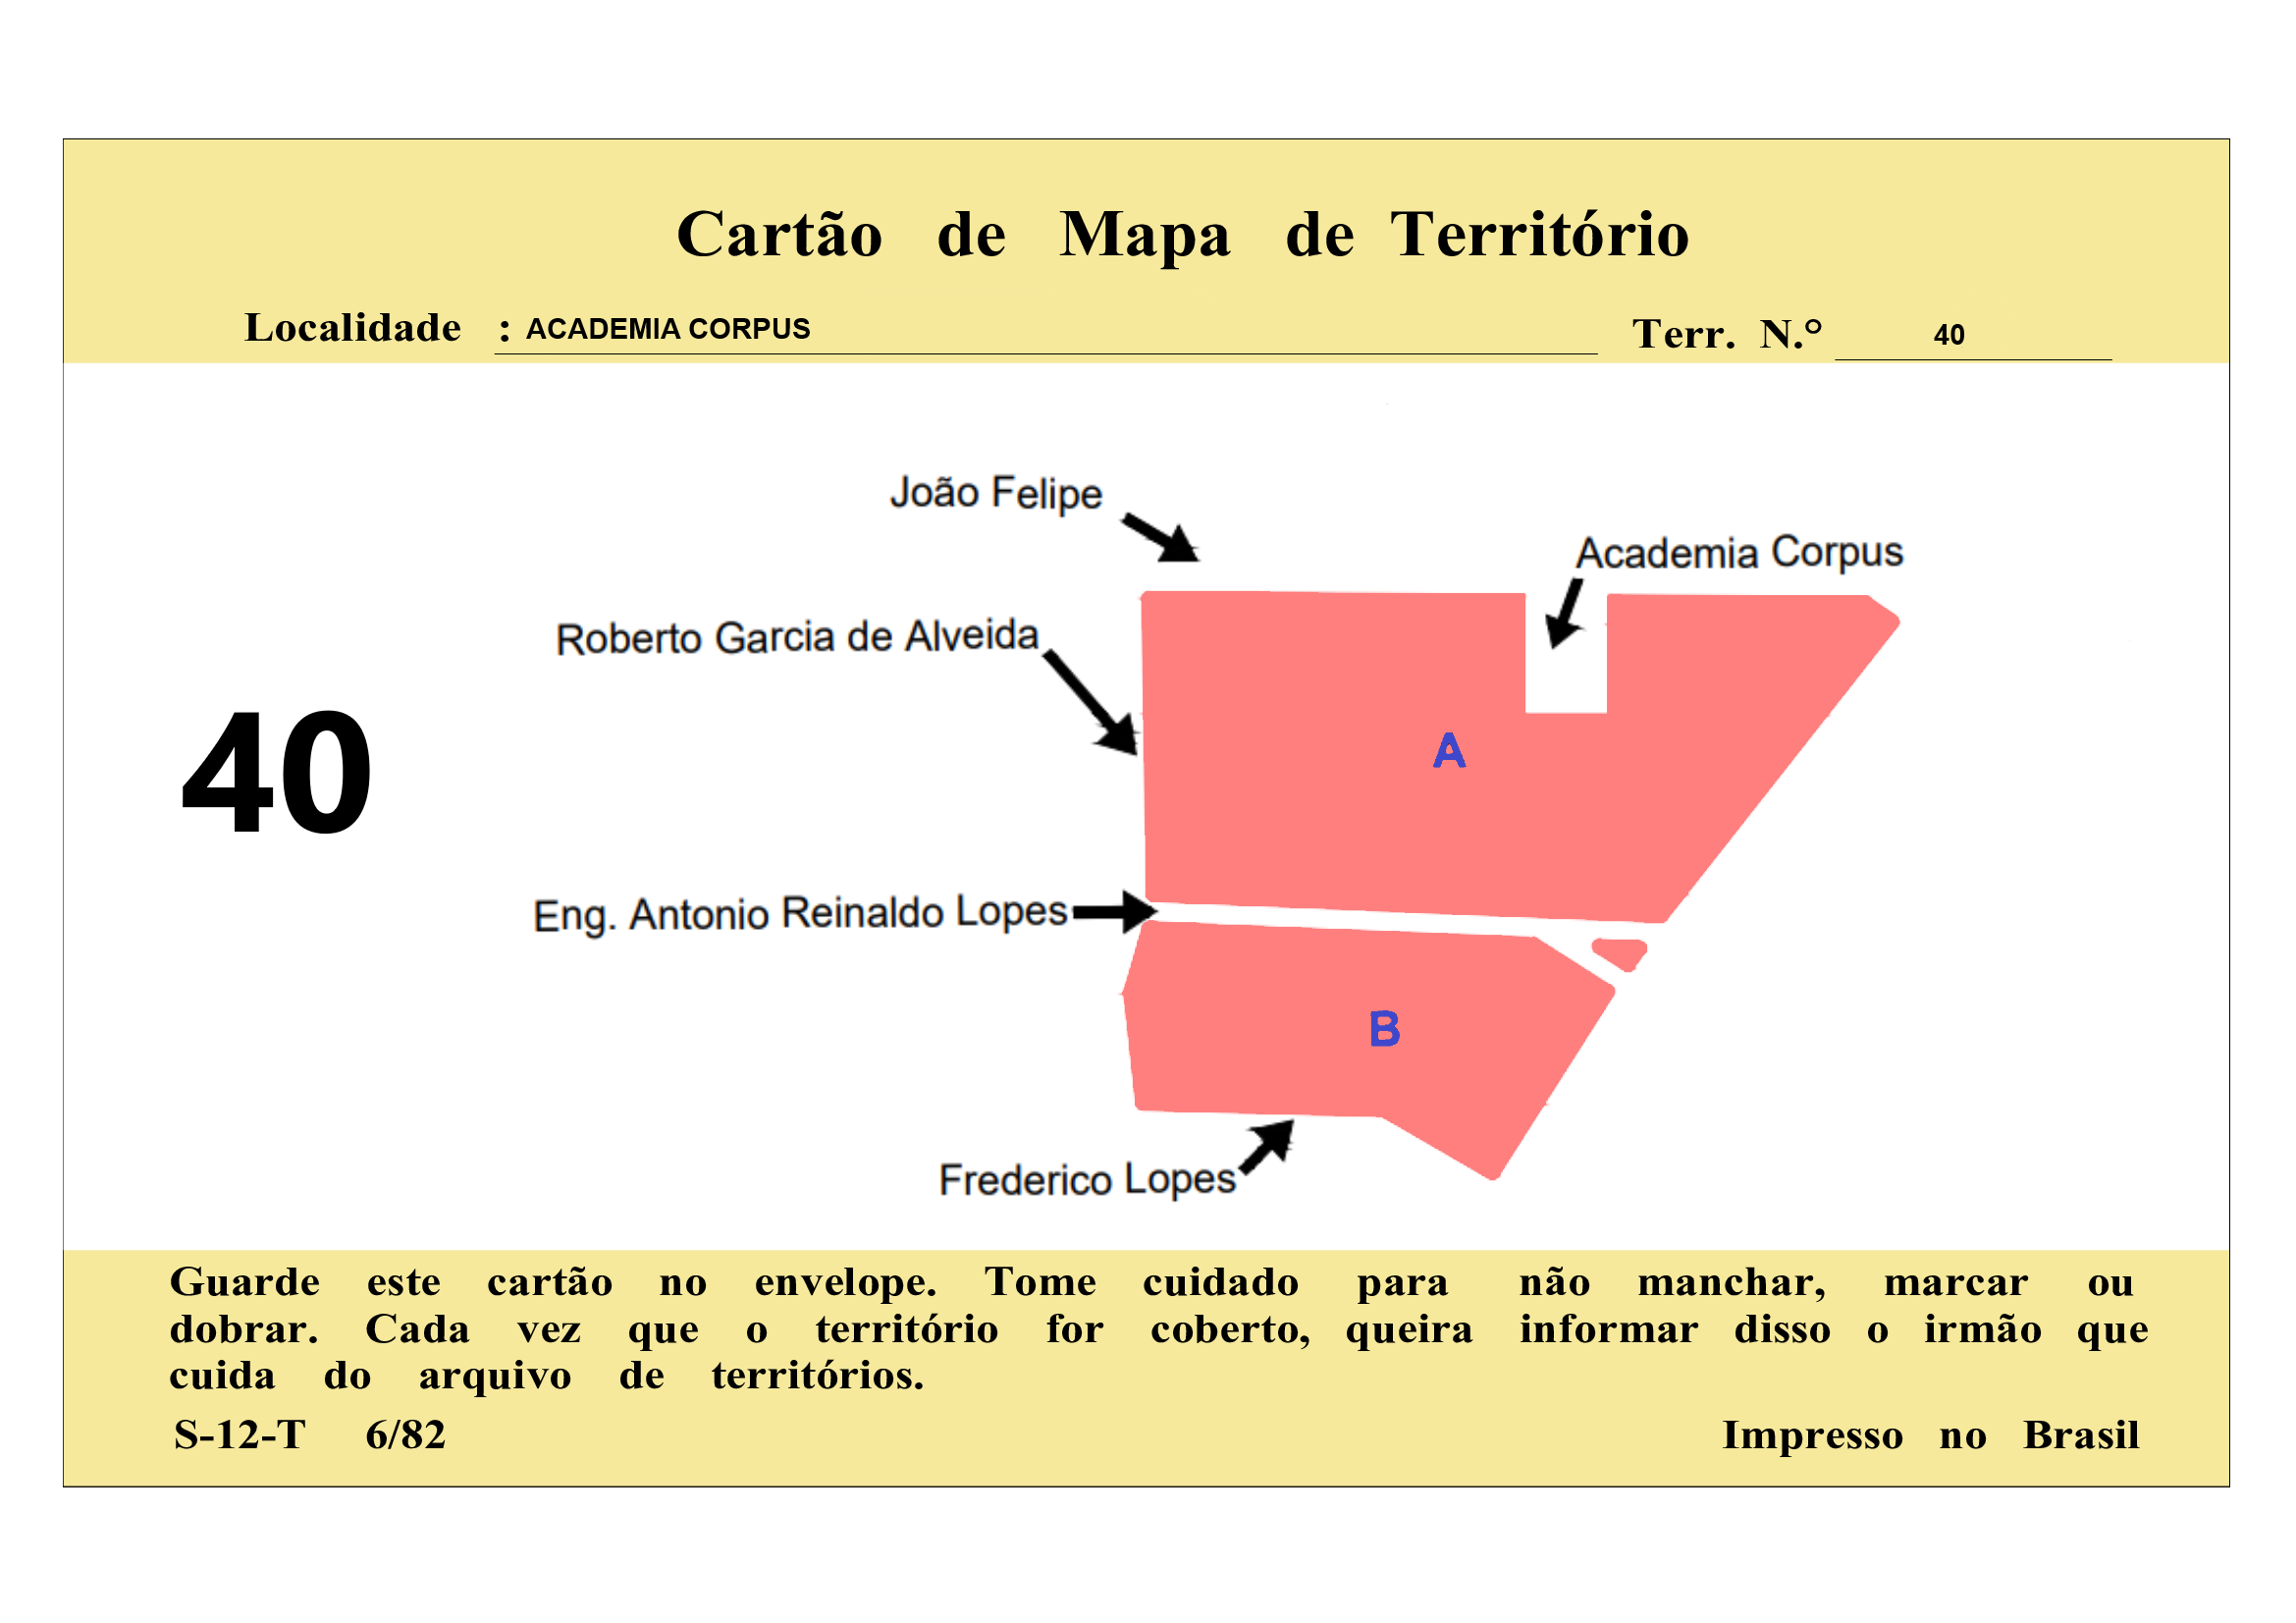 Cartão de Mapa de Território
Localidade : ACADEMIA CORPUS Terr. N.° 40
João Felipe
Academia Corpus
Roberto Garcia de Alveida
40
A
Eng. Antonio Reinaldo Lopes
B
Frederico Lopes
Guarde este cartão no envelope. Tome cuidado para não manchar, marcar ou
dobrar. Cada vez que o território for coberto, queira informar disso o irmão que
cuida do arquivo de territórios.
S-12-T 6/82 Impresso no Brasil